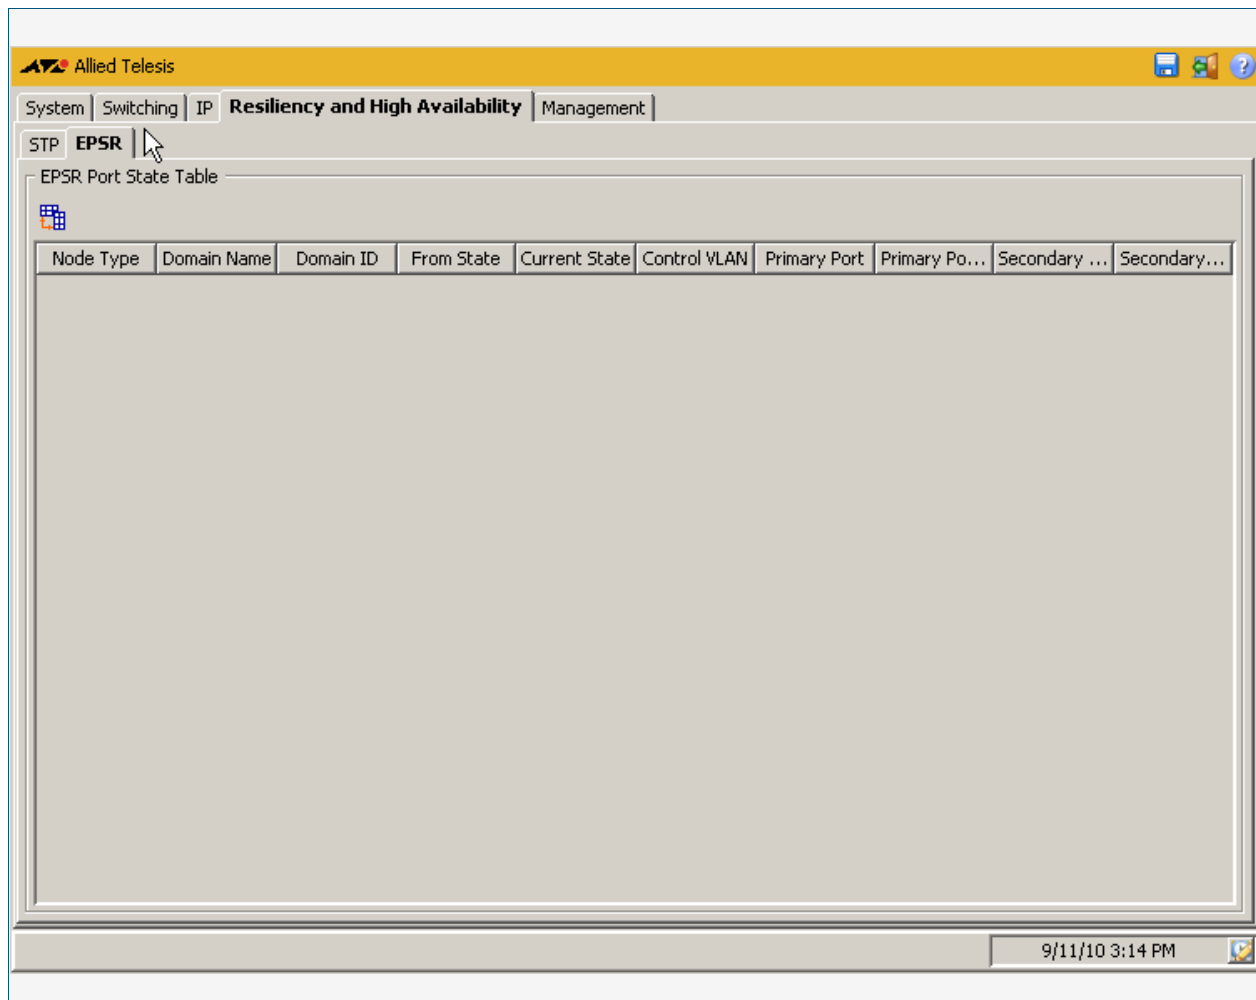 Allied Telesis
System Switching IP Resiliency and High Availability Management
STP EPSR
EPSR Port State Table
Node Type Domain Name Domain ID From State Current State Control VLAN Primary Port Primary Po... Secondary ... Secondary...
9/11/10 3:14 PM